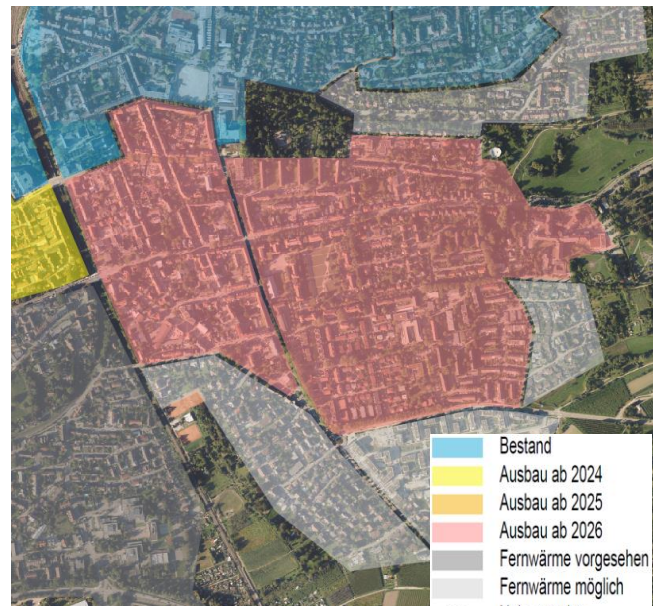 Bestand
Ausbau ab 2024
Ausbau ab 2025
Ausbau ab 2026
Fernwärme vorgesehen
Fernwärme möglich